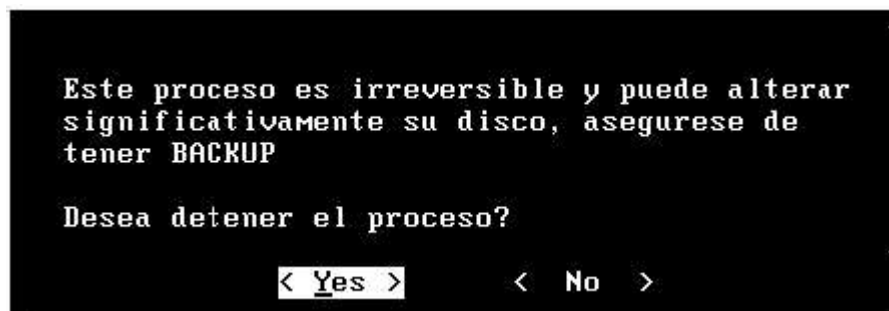 Este proceso es irreversible y puede alterar
significativamente su disco, asegurese de
tener BACKUP
Desea detener el proceso?
< Yes > < No >